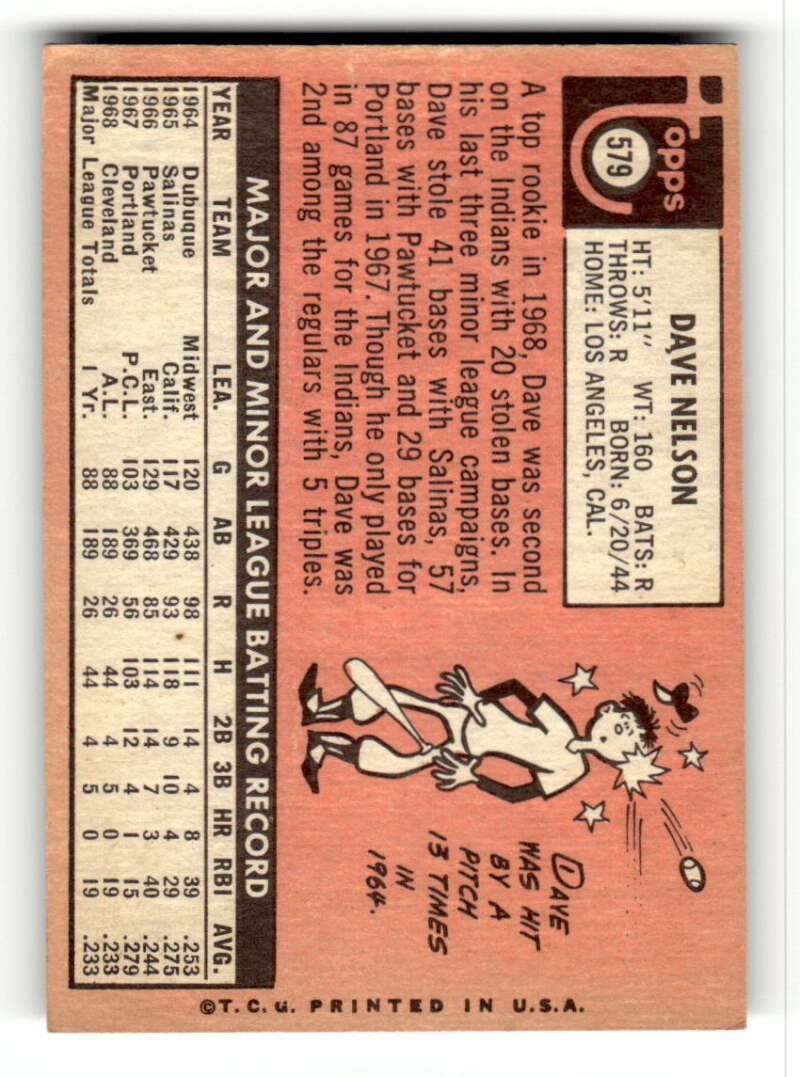 Topps
579
DAVE NELSON
HT: 5'11" WT: 160 BATS: R
THROWS: R BORN: 6/20/44
HOME: LOS ANGELES, CAL.
A top rookie in 1968, Dave was second
on the Indians with 20 stolen bases. In
his last three minor league campaigns,
Dave stole 41 bases with Salinas, 57
bases with Pawtucket and 29 bases for
Portland in 1967. Though he only played
in 87 games for the Indians, Dave was
2nd among the regulars with 5 triples.
DAVE
WAS HIT
BY A
PITCH
13 TIMES
IN
1964.
MAJOR AND MINOR LEAGUE BATTING RECORD
YEAR TEAM LEA. G AB R H 2B 3B HR RBI AVG.
1964 Dubuque Midwest 120 438 98 111 14 4 8 39 .253
1965 Salinas Calif. 117 429 93 118 9 10 4 29 .275
1966 Pawtucket East. 129 468 85 114 14 7 3 40 .244
1967 Portland P.C.L. 103 369 56 103 12 4 1 15 .279
1968 Cleveland A.L. 88 189 26 44 4 5 0 19 .233
Major League Totals 1 Yr. 88 189 26 44 4 5 0 19 .233
©T.C.G. PRINTED IN U.S.A.